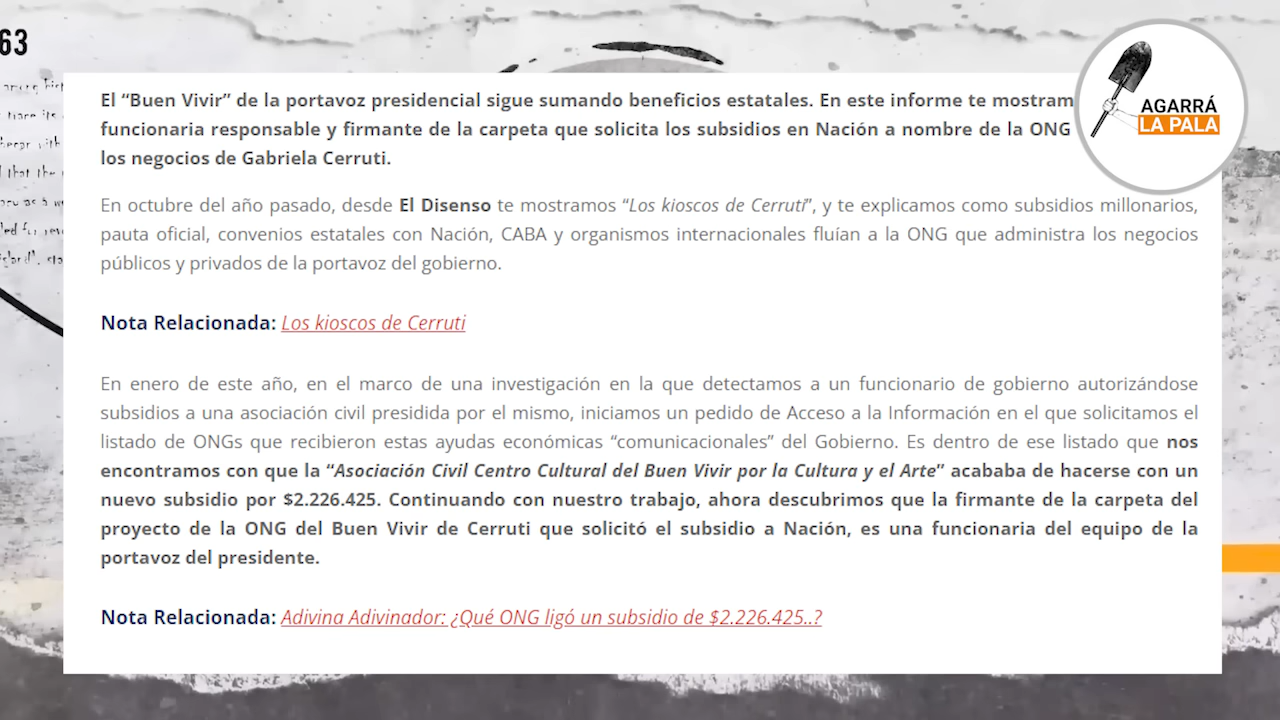 63
El “Buen Vivir” de la portavoz presidencial sigue sumando beneficios estatales. En este informe te mostram
funcionaria responsable y firmante de la carpeta que solicita los subsidios en Nación a nombre de la ONG
los negocios de Gabriela Cerruti.
AGARRÁ
LA PALA
En octubre del año pasado, desde El Disenso te mostramos “Los kioscos de Cerruti”, y te explicamos como subsidios millonarios,
pauta oficial, convenios estatales con Nación, CABA y organismos internacionales fluían a la ONG que administra los negocios
públicos y privados de la portavoz del gobierno.
Nota Relacionada: Los kioscos de Cerruti
En enero de este año, en el marco de una investigación en la que detectamos a un funcionario de gobierno autorizándose
subsidios a una asociación civil presidida por el mismo, iniciamos un pedido de Acceso a la Información en el que solicitamos el
listado de ONGs que recibieron estas ayudas económicas “comunicacionales” del Gobierno. Es dentro de ese listado que nos
encontramos con que la “Asociación Civil Centro Cultural del Buen Vivir por la Cultura y el Arte” acababa de hacerse con un
nuevo subsidio por $2.226.425. Continuando con nuestro trabajo, ahora descubrimos que la firmante de la carpeta del
proyecto de la ONG del Buen Vivir de Cerruti que solicitó el subsidio a Nación, es una funcionaria del equipo de la
portavoz del presidente.
Nota Relacionada: Adivina Adivinador: ¿Qué ONG ligó un subsidio de $2.226.425..?